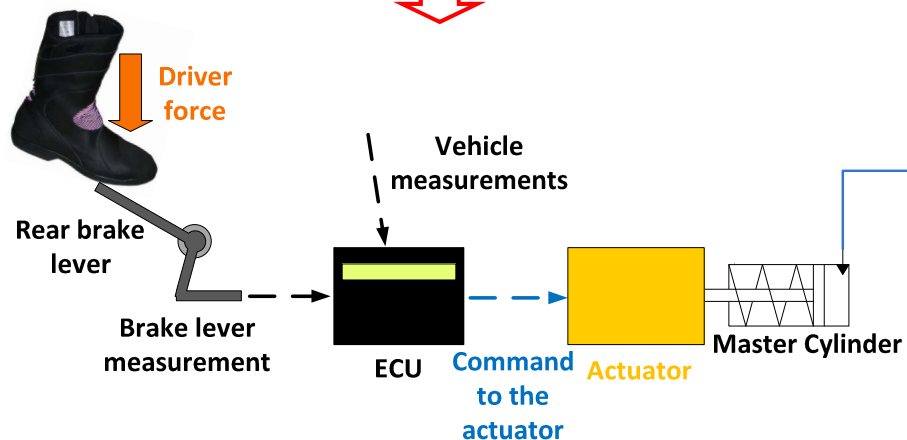 Driver
force
Vehicle
measurements
Rear brake
lever
Brake lever
measurement
ECU
Command
to the
actuator
Actuator
Master Cylinder